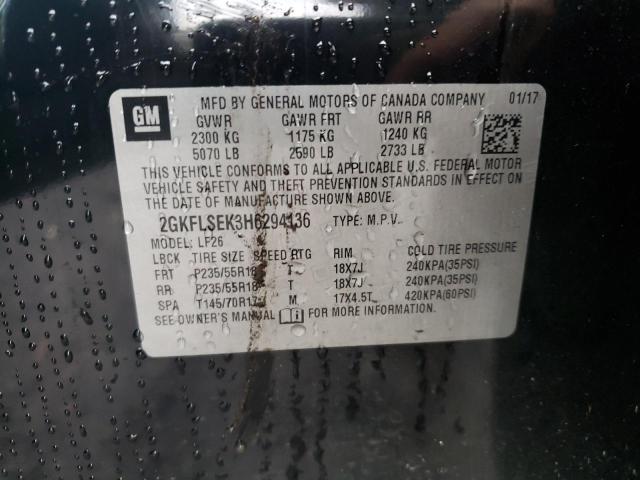 GM
MFD BY GENERAL MOTORS OF CANADA COMPANY 01/17
GVWR GAWR FRT GAWR RR
2300 KG 1175 KG 1240 KG
5070 LB 2590 LB 2733 LB
THIS VEHICLE CONFORMS TO ALL APPLICABLE U.S. FEDERAL MOTOR
VEHICLE SAFETY AND THEFT PREVENTION STANDARDS IN EFFECT ON
THE DATE OF MANUFACTURE SHOWN ABOVE.
2GKFLSEK3H6294136 TYPE: M.P.V.
MODEL: LF26
LBCK TIRE SIZE SPEED RTG RIM COLD TIRE PRESSURE
FRT P235/55R18 T 18X7J 240KPA(35PSI)
RR P235/55R18 T 18X7J 240KPA(35PSI)
SPA T145/70R17 M 17X4.5T 420KPA(60PSI)
SEE OWNER'S MANUAL FOR MORE INFORMATION.